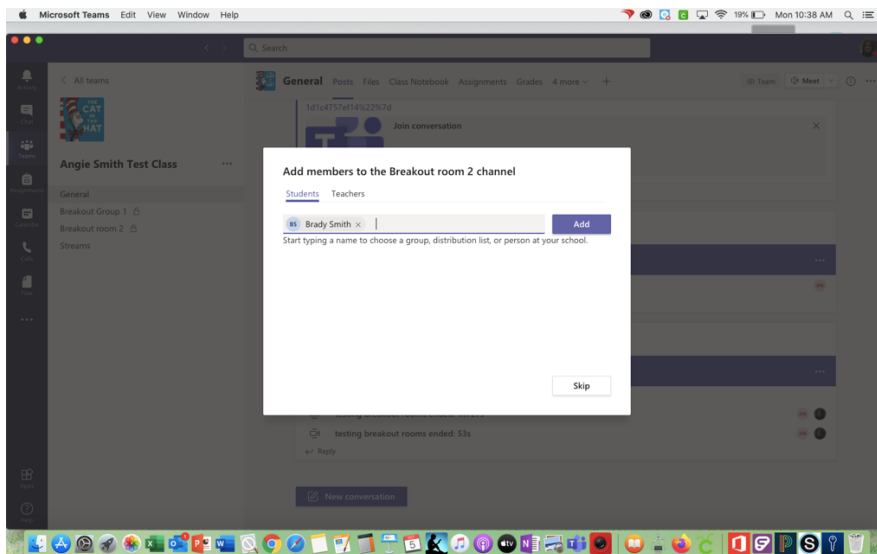 Microsoft Teams Edit View Window Help 19% Mon 10:38 AM
Search
Activity
All teams
General Posts Files Class Notebook Assignments Grades 4 more Team Meet
1d1c4757ef14%22%7d
Chat
THE CAT HAT
Join conversation
Teams
Angie Smith Test Class
Add members to the Breakout room 2 channel
Students Teachers
General
Assignments
Breakout Group 1
BS Brady Smith Add
Calendar
Breakout room 2
Start typing a name to choose a group, distribution list, or person at your school.
Streams
Calls
Files
Skip
testing breakout rooms ended: 53s
Reply
Apps
New conversation
Help